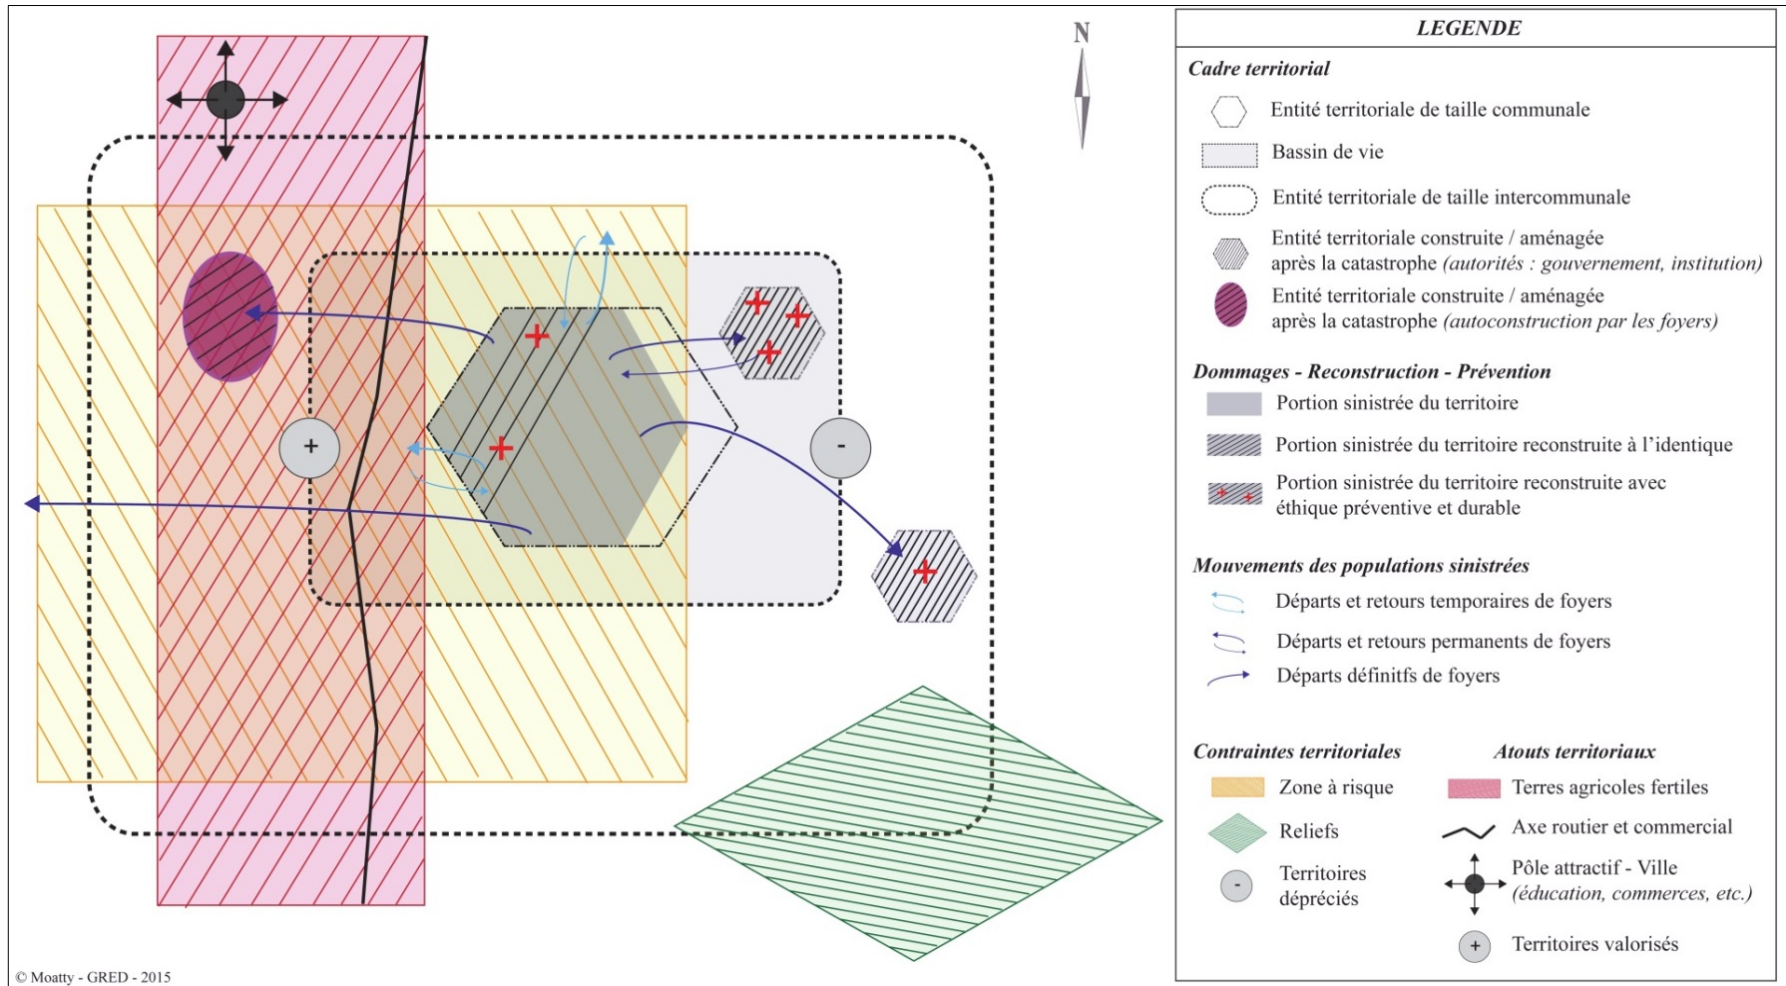 N
+
-
© Moatty - GRED - 2015
LEGENDE
Cadre territorial
Entité territoriale de taille communale
Bassin de vie
Entité territoriale de taille intercommunale
Entité territoriale construite / aménagée
après la catastrophe (autorités : gouvernement, institution)
Entité territoriale construite / aménagée
après la catastrophe (autoconstruction par les foyers)
Dommages - Reconstruction - Prévention
Portion sinistrée du territoire
Portion sinistrée du territoire reconstruite à l'identique
Portion sinistrée du territoire reconstruite avec
éthique préventive et durable
Mouvements des populations sinistrées
Départs et retours temporaires de foyers
Départs et retours permanents de foyers
Départs définitfs de foyers
Contraintes territoriales
Zone à risque
Reliefs
-
Territoires
dépréciés
Atouts territoriaux
Terres agricoles fertiles
Axe routier et commercial
Pôle attractif - Ville
(éducation, commerces, etc.)
+
Territoires valorisés